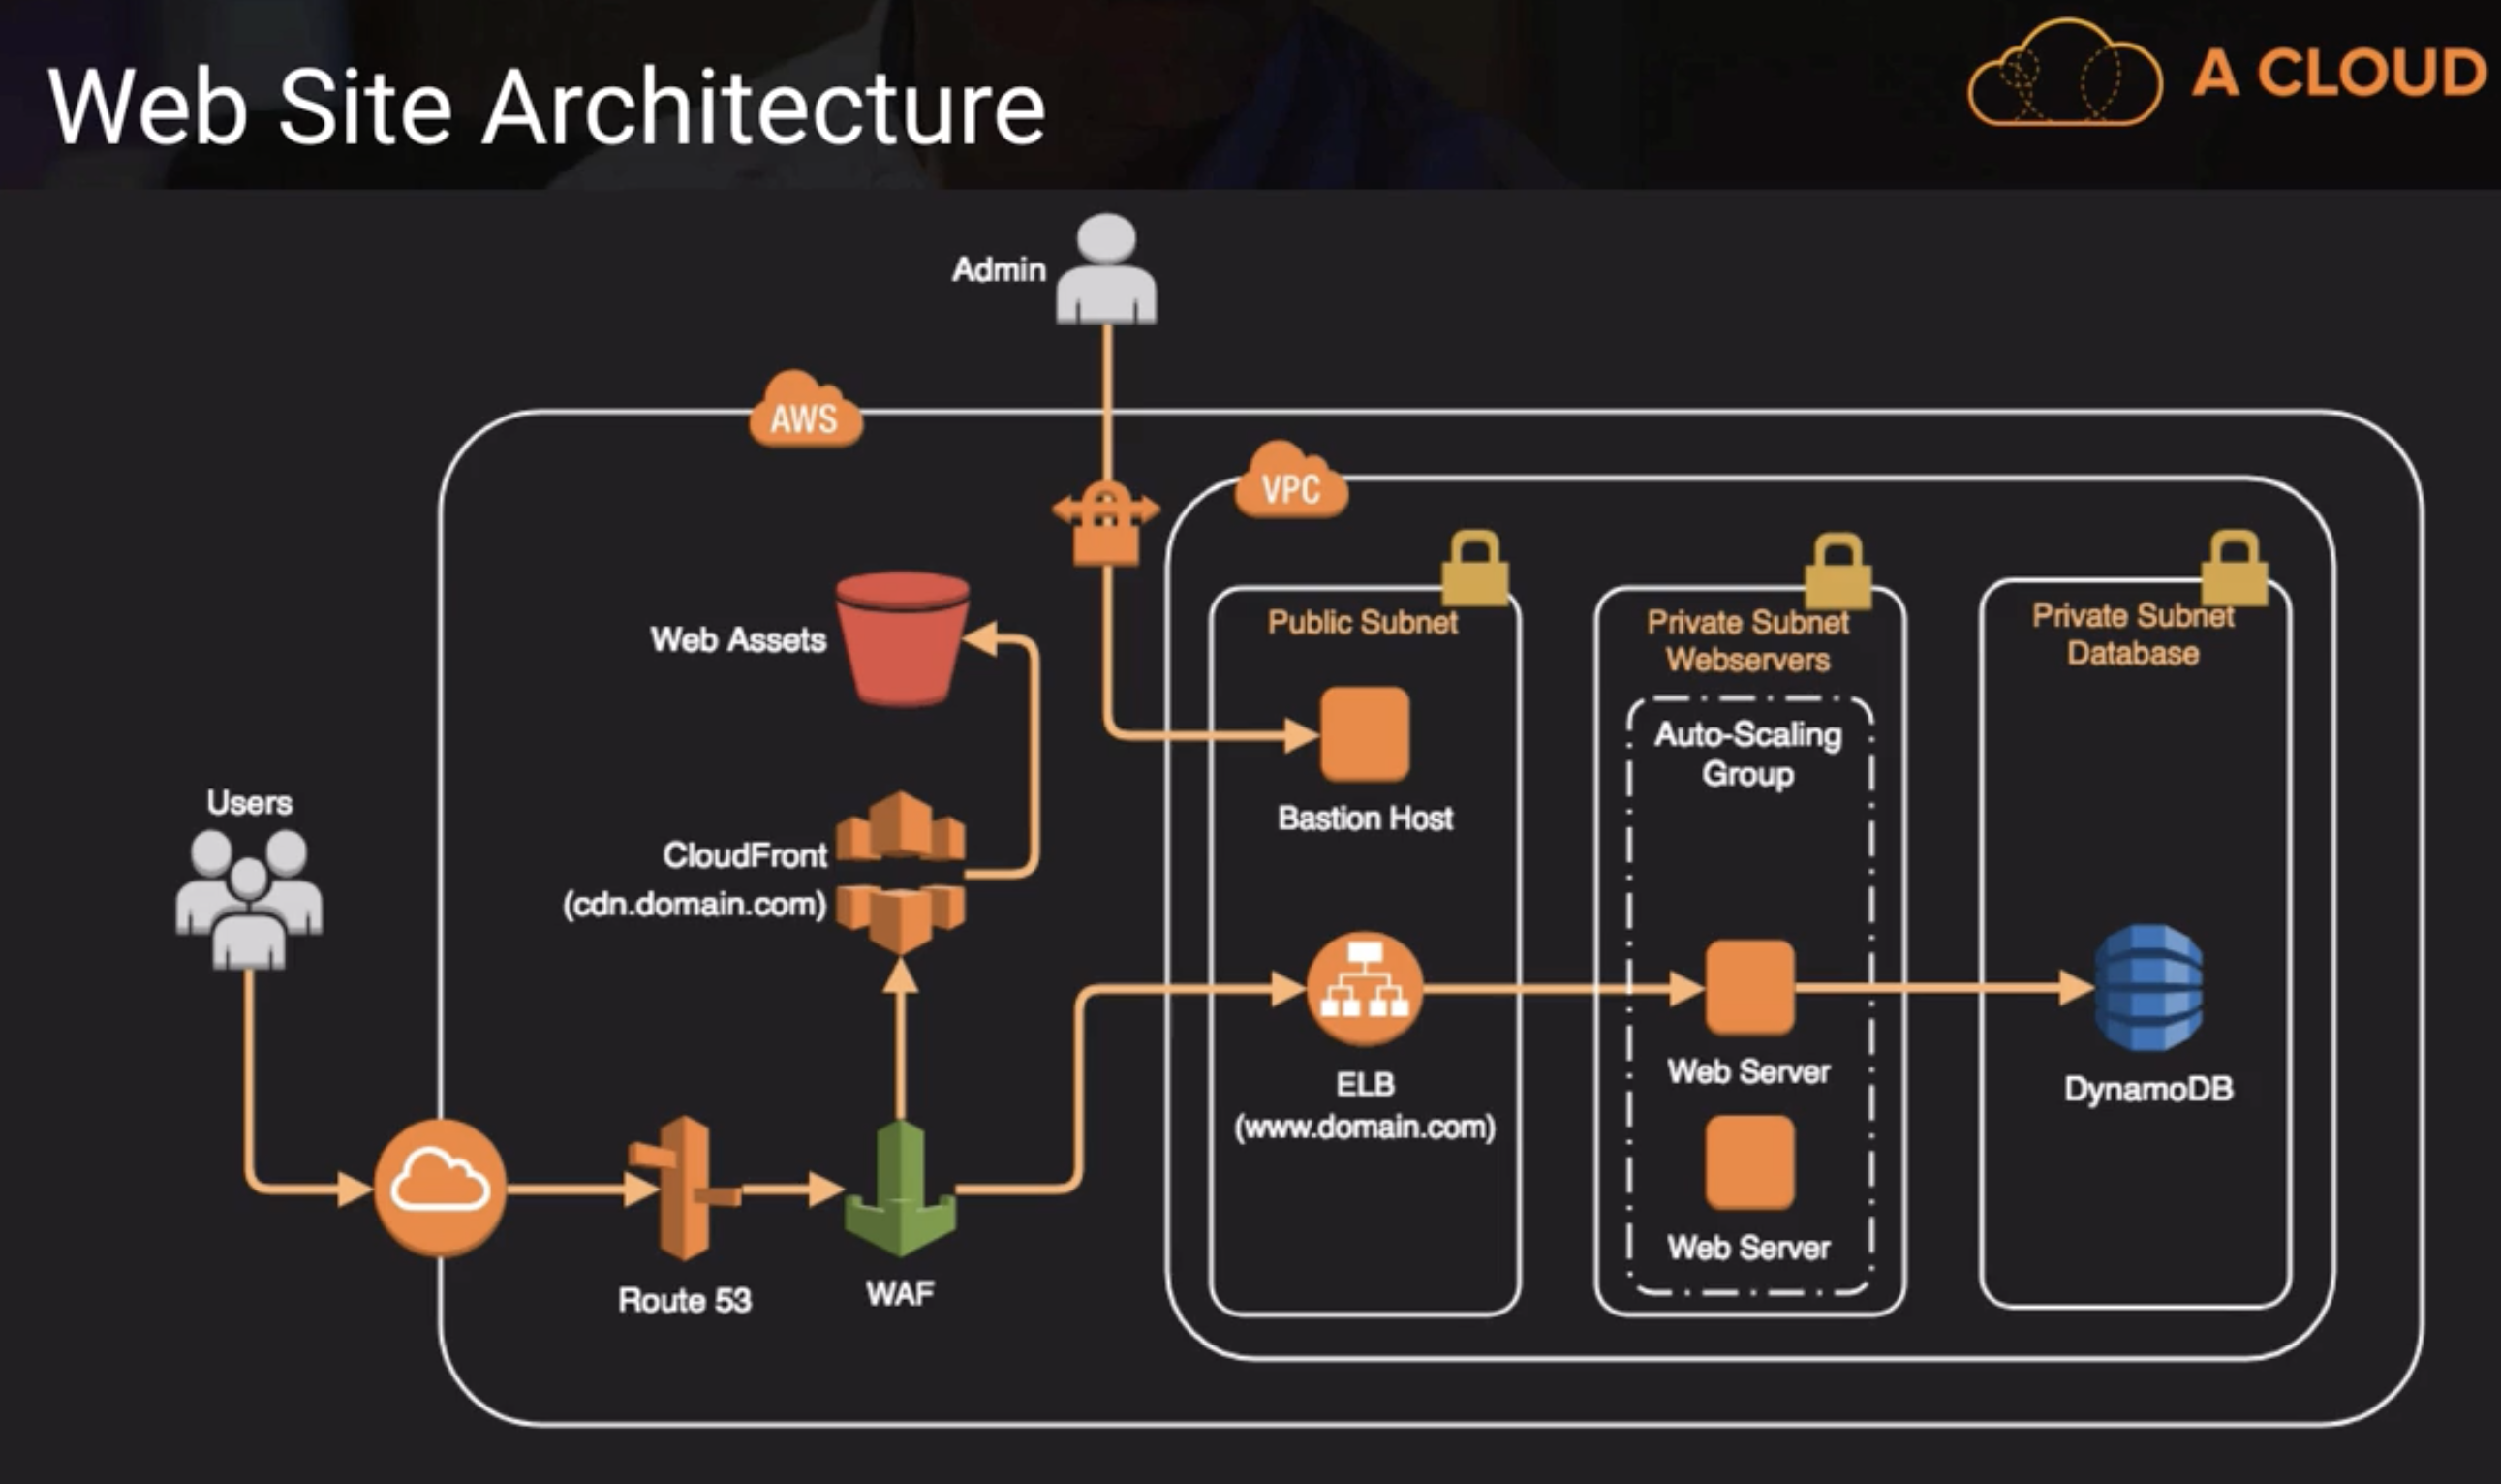 Web Site Architecture
A CLOUD
Admin
AWS
VPC
Public Subnet
Private Subnet
Webservers
Private Subnet
Database
Web Assets
Auto-Scaling
Group
Bastion Host
Users
CloudFront
(cdn.domain.com)
ELB
(www.domain.com)
Web Server
DynamoDB
Web Server
Route 53
WAF